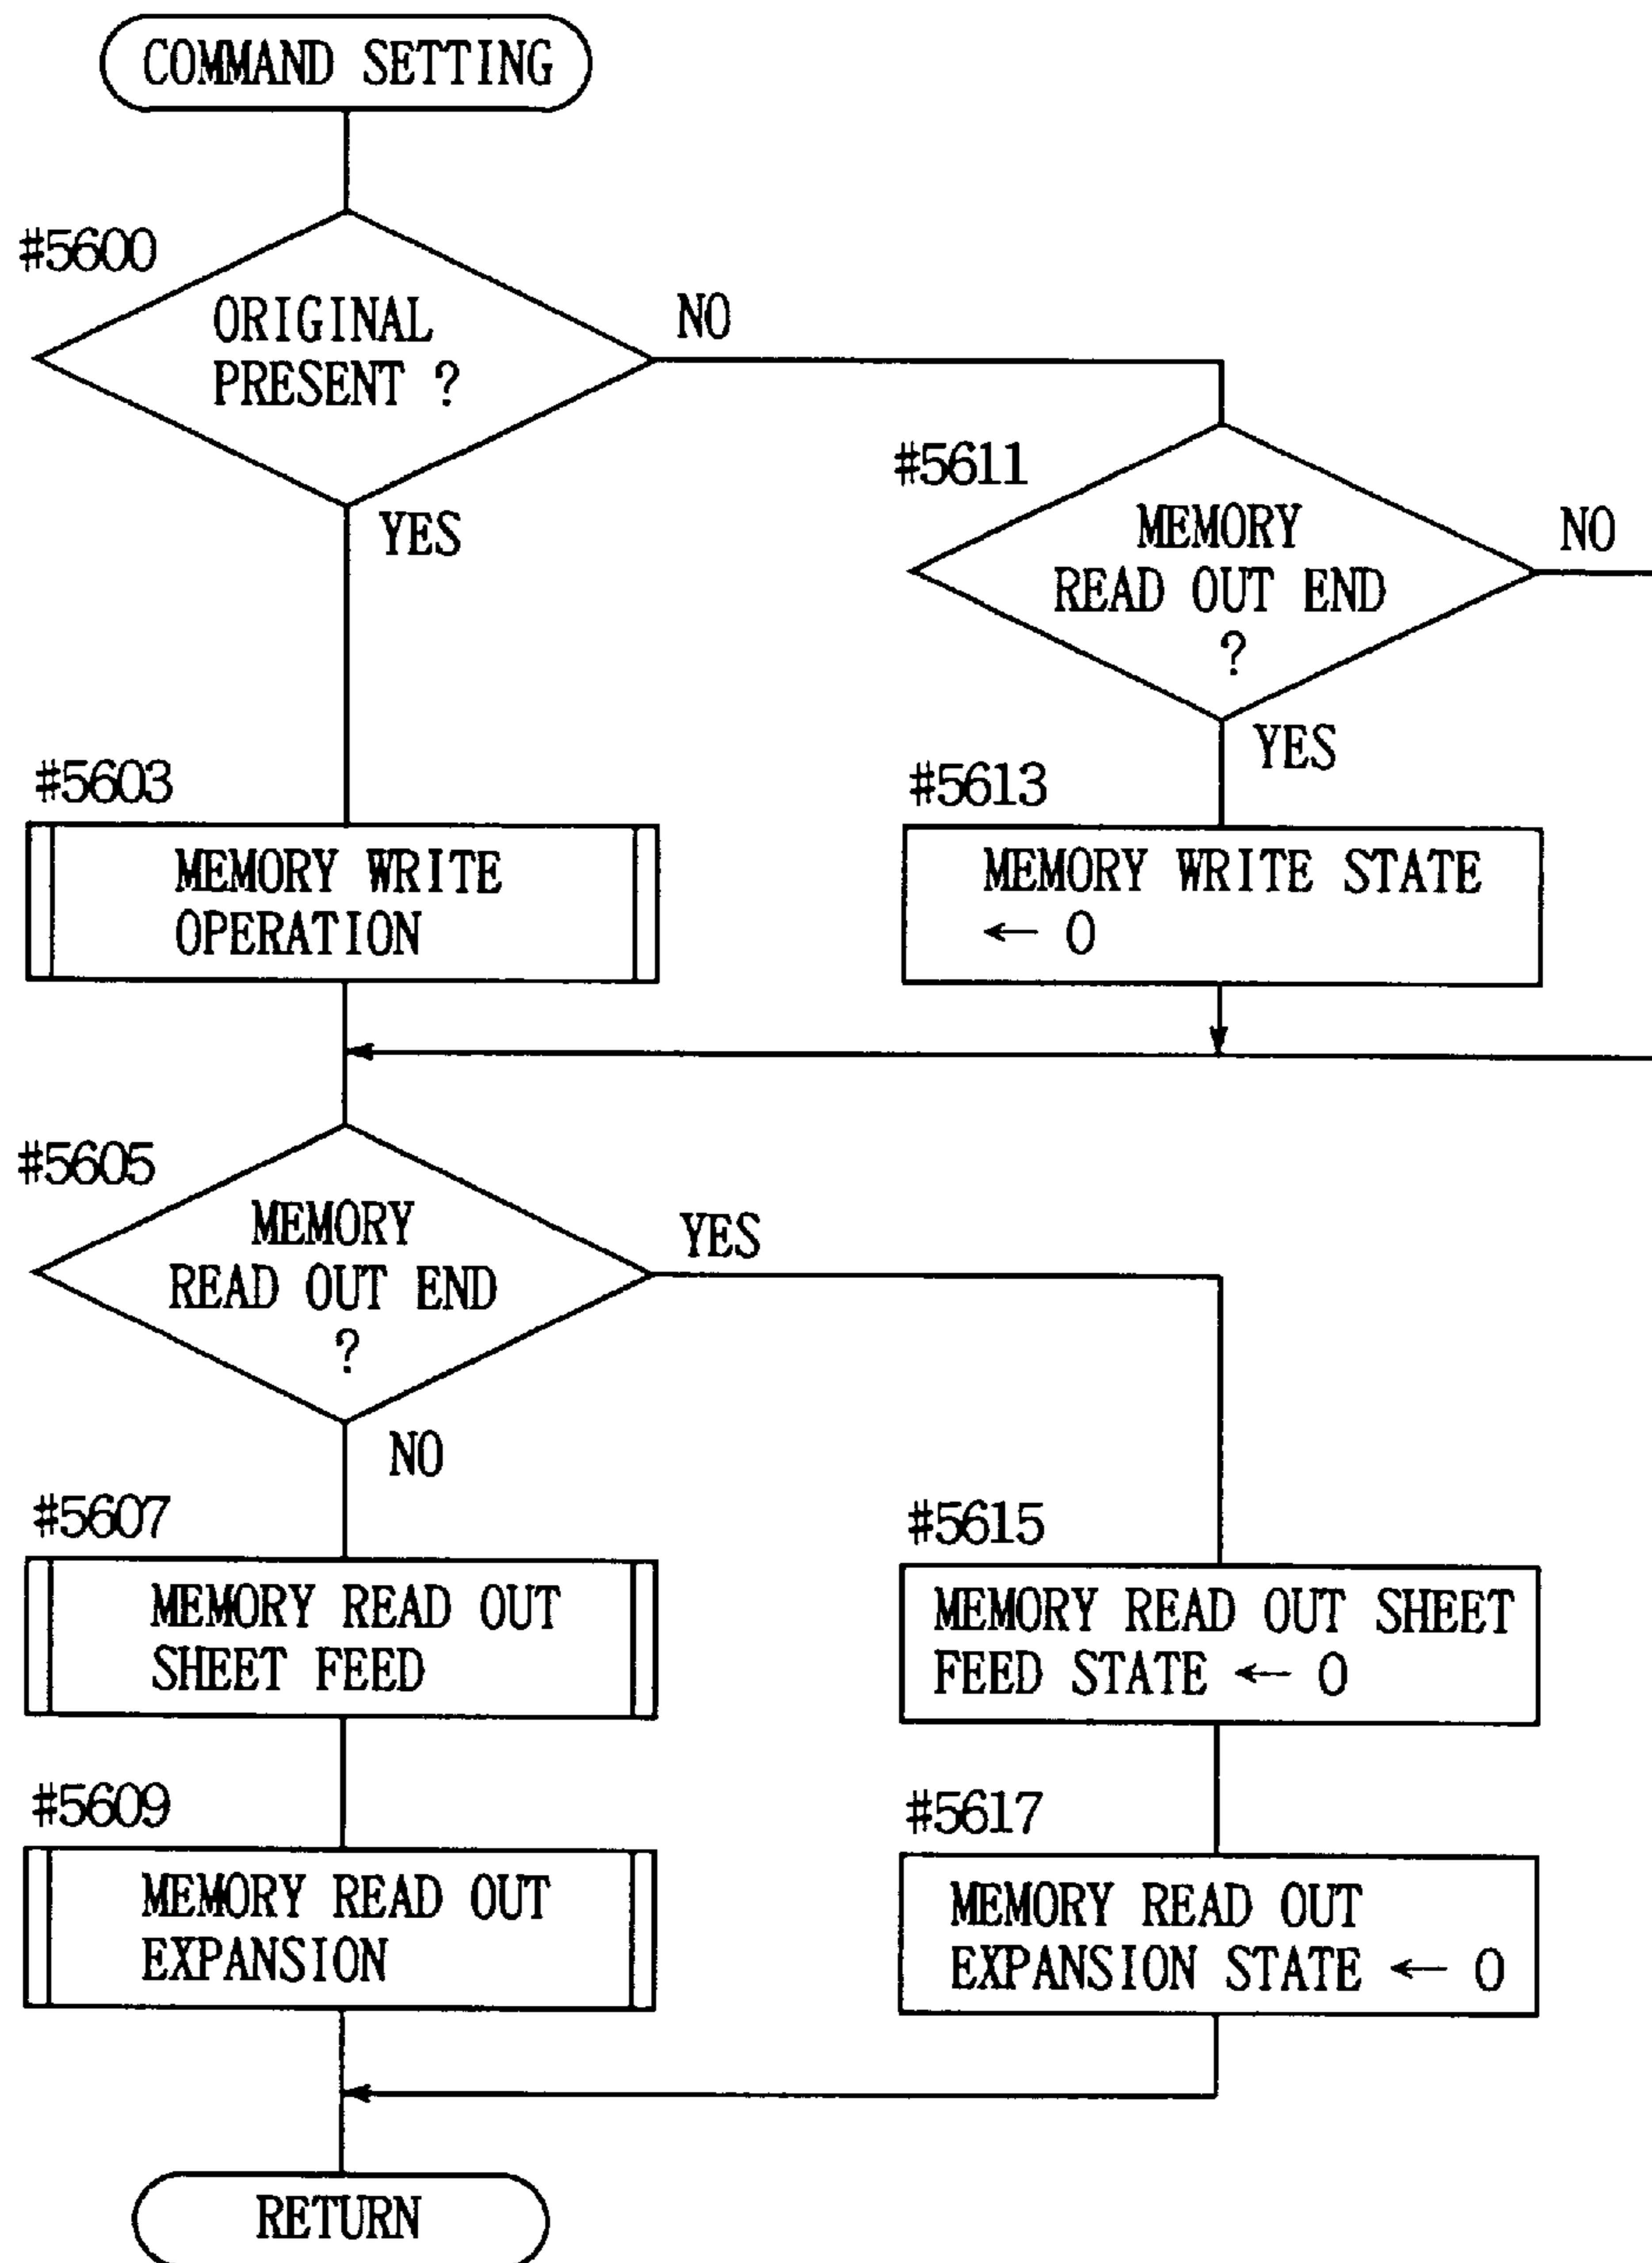 COMMAND SETTING
#5600
ORIGINAL
PRESENT ?
NO
YES
#5611
MEMORY
READ OUT END
?
NO
YES
#5603
MEMORY WRITE
OPERATION
#5613
MEMORY WRITE STATE
← 0
#5605
MEMORY
READ OUT END
?
YES
NO
#5607
MEMORY READ OUT
SHEET FEED
#5615
MEMORY READ OUT SHEET
FEED STATE ← 0
#5609
MEMORY READ OUT
EXPANSION
#5617
MEMORY READ OUT
EXPANSION STATE ← 0
RETURN